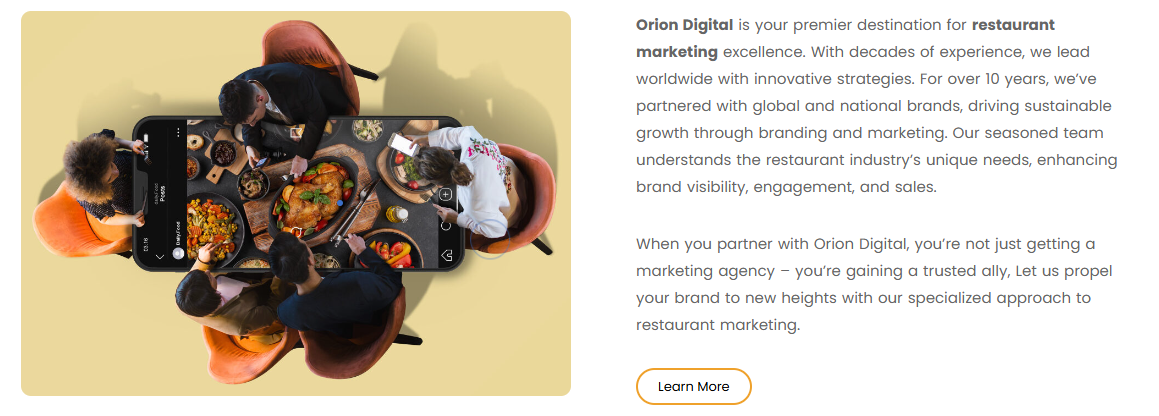 Orion Digital is your premier destination for restaurant
marketing excellence. With decades of experience, we lead
worldwide with innovative strategies. For over 10 years, we’ve
partnered with global and national brands, driving sustainable
growth through branding and marketing. Our seasoned team
understands the restaurant industry’s unique needs, enhancing
brand visibility, engagement, and sales.
When you partner with Orion Digital, you’re not just getting a
marketing agency – you’re gaining a trusted ally, Let us propel
your brand to new heights with our specialized approach to
restaurant marketing.
Learn More
Posts